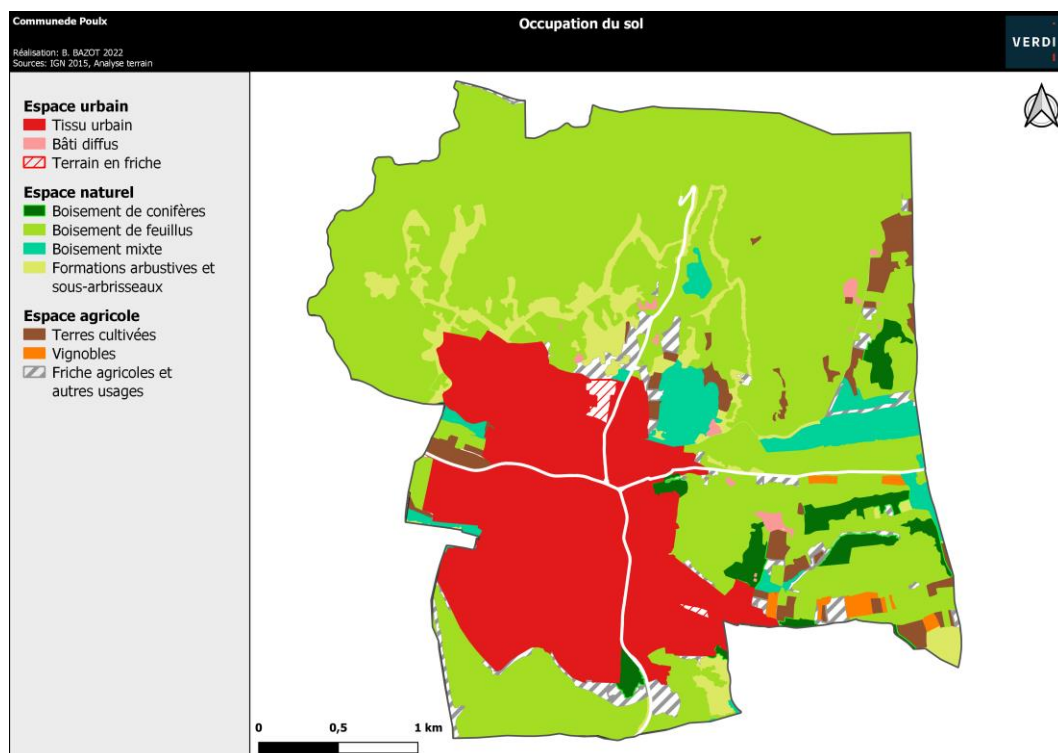 Communede Poulx
Occupation du sol
Réalisation: B. BAZOT 2022
Sources: IGN 2015, Analyse terrain
VERDI
Espace urbain
Tissu urbain
Bâti diffus
Terrain en friche
Espace naturel
Boisement de conifères
Boisement de feuillus
Boisement mixte
Formations arbustives et
sous-arbrisseaux
Espace agricole
Terres cultivées
Vignobles
Friche agricoles et
autres usages
0 0,5 1 km